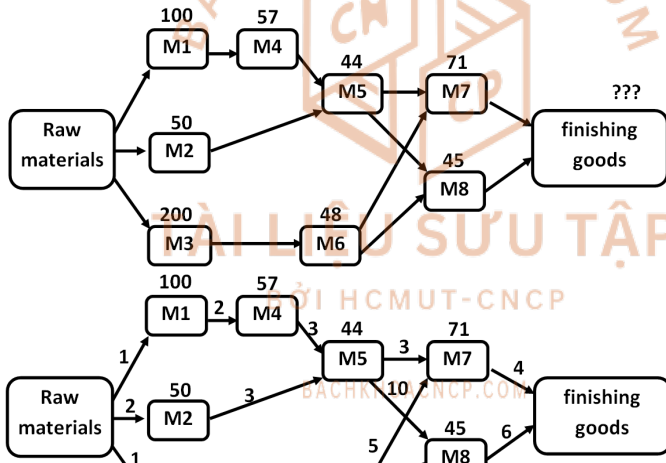 100
57
M1
M4
44
71
M5
M7
???
Raw
materials
50
M2
finishing
goods
45
M8
200
48
M3
M6
TÀI LIỆU SƯU TẬP
BỞI HCMUT-CNCP
100
57
M1
2
M4
3
44
71
M5
3
M7
1
4
Raw
materials
2
50
M2
3
10
finishing
goods
BACHKHOACNCP.COM
5
45
M8
6
1
CP